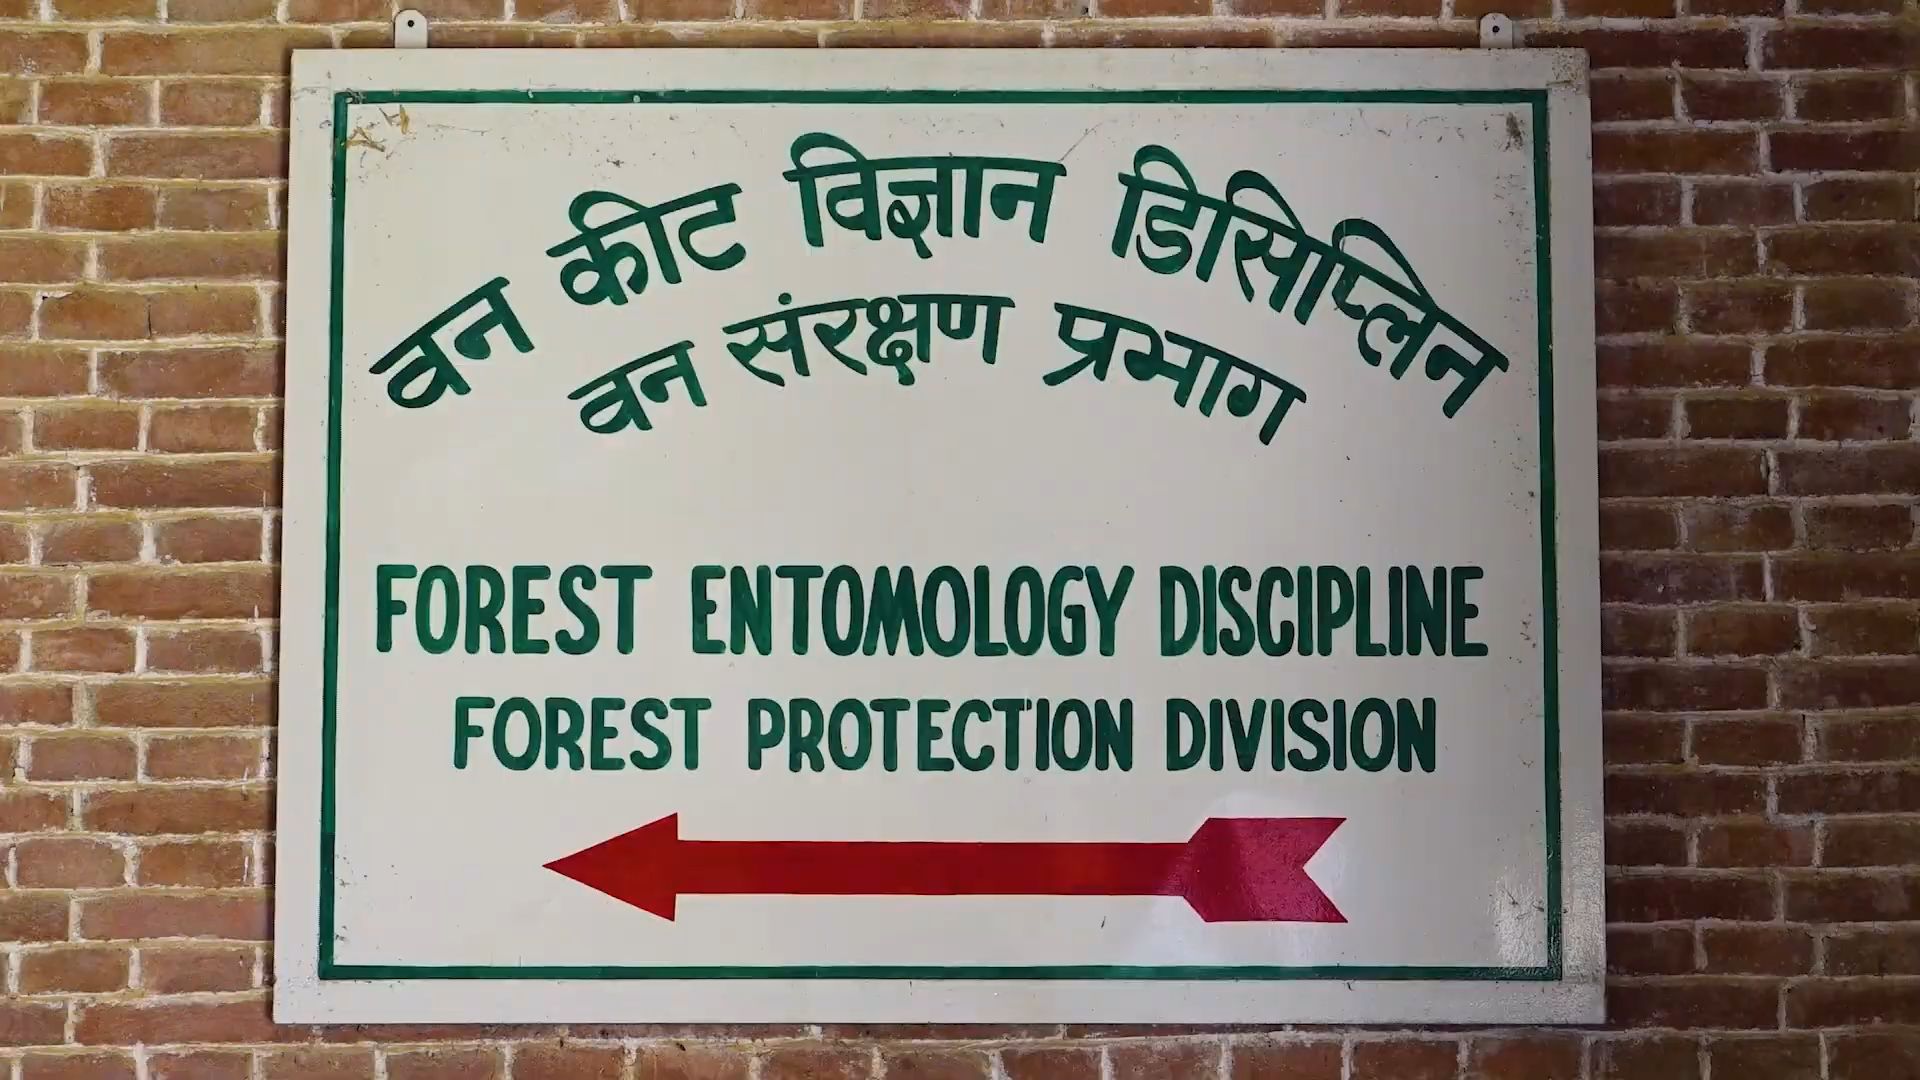 वन कीट विज्ञान डिसिप्लिन
वन संरक्षण प्रभाग
FOREST ENTOMOLOGY DISCIPLINE
FOREST PROTECTION DIVISION